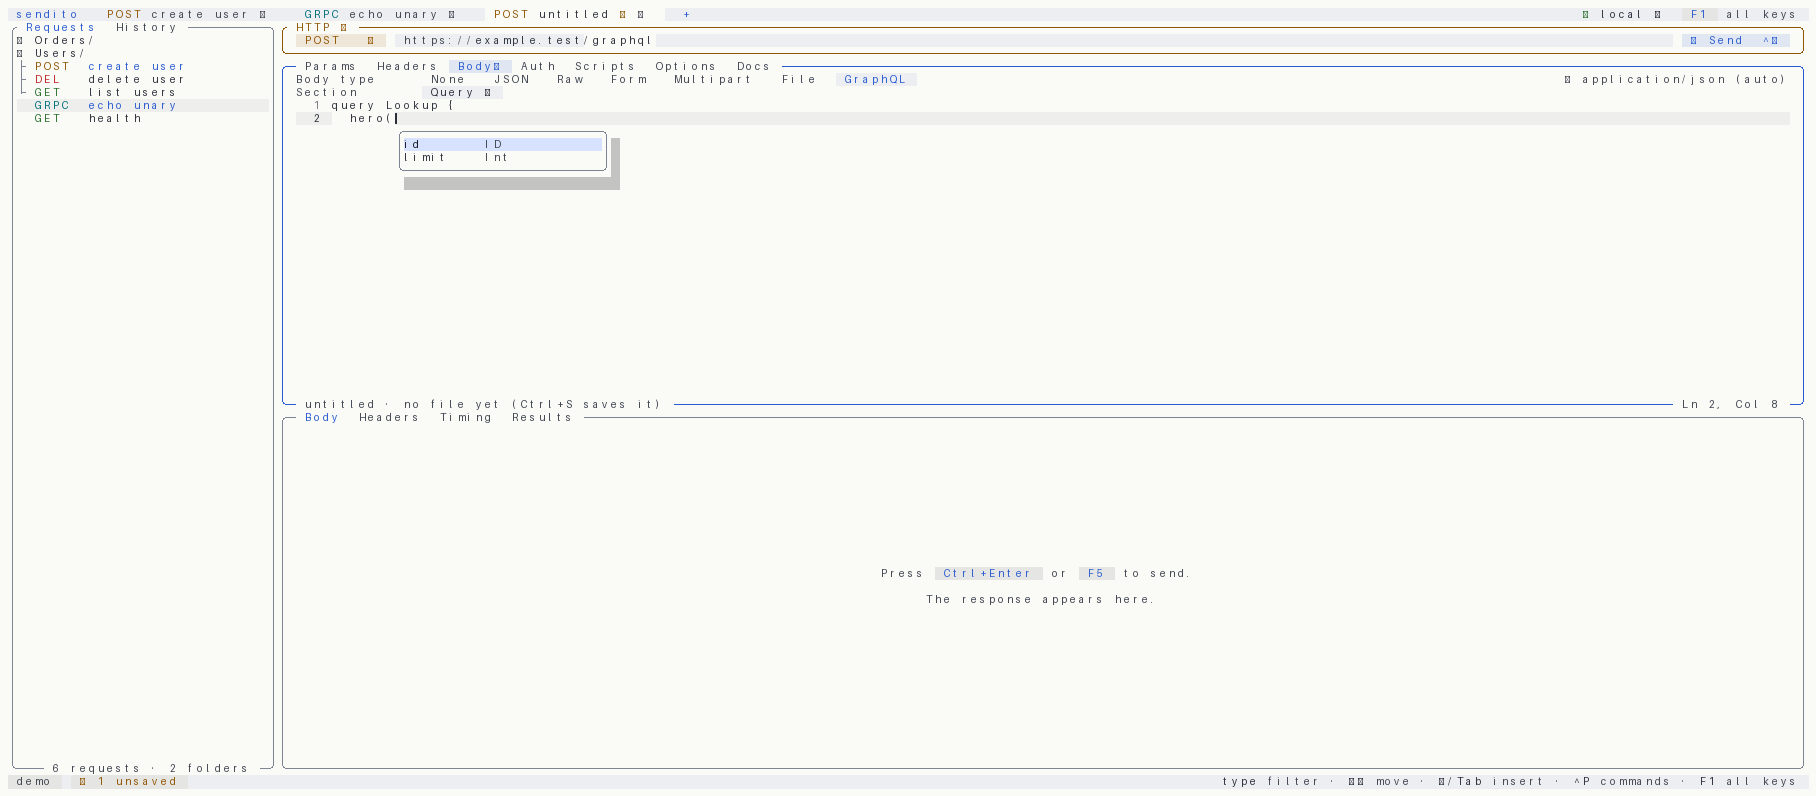 sendito POST create user GRPC echo unary POST untitled + local F1 all keys
Requests History
HTTP
Orders/
POST https://example.test/graphql Send ^
Users/
POST create user
Params Headers Body Auth Scripts Options Docs
DEL delete user
Body type None JSON Raw Form Multipart File GraphQL application/json (auto)
GET list users
Section Query
GRPC echo unary
1 query Lookup {
GET health
2 hero(
id ID
limit Int
untitled · no file yet (Ctrl+S saves it) Ln 2, Col 8
Body Headers Timing Results
Press Ctrl+Enter or F5 to send.
The response appears here.
6 requests · 2 folders
demo 1 unsaved type filter · move · /Tab insert · ^P commands · F1 all keys